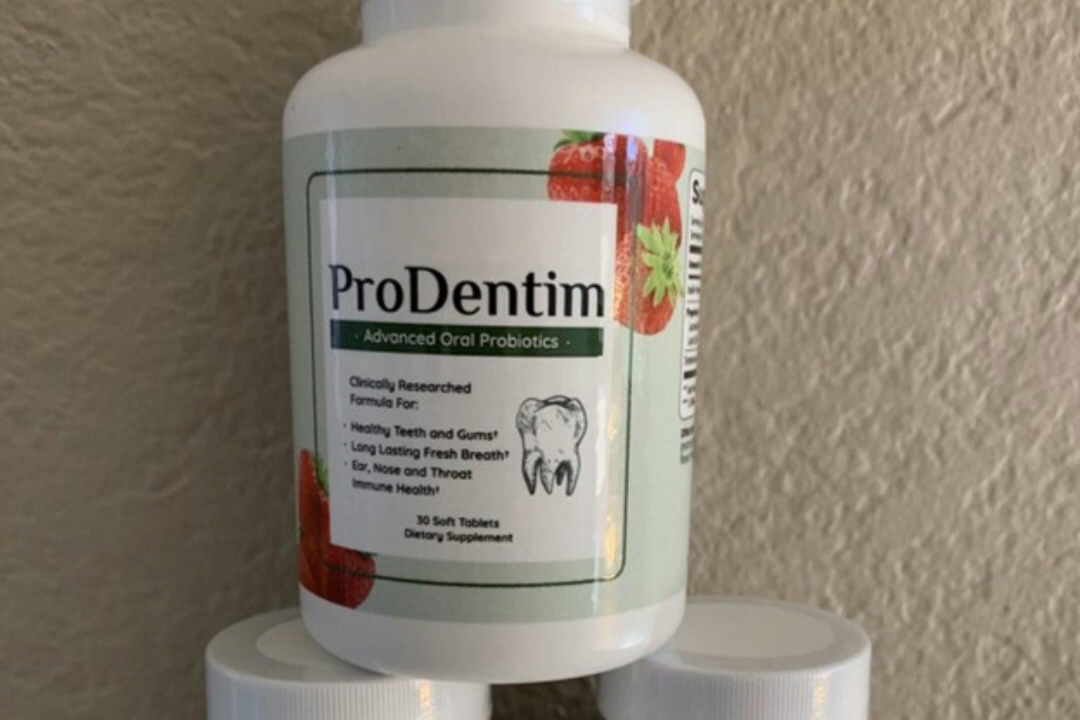 ProDentim
· Advanced Oral Probiotics ·
Clinically Researched
Formula For:
· Healthy Teeth and Gums†
· Long Lasting Fresh Breath†
· Ear, Nose and Throat
Immune Health†
30 Soft Tablets
Dietary Supplement